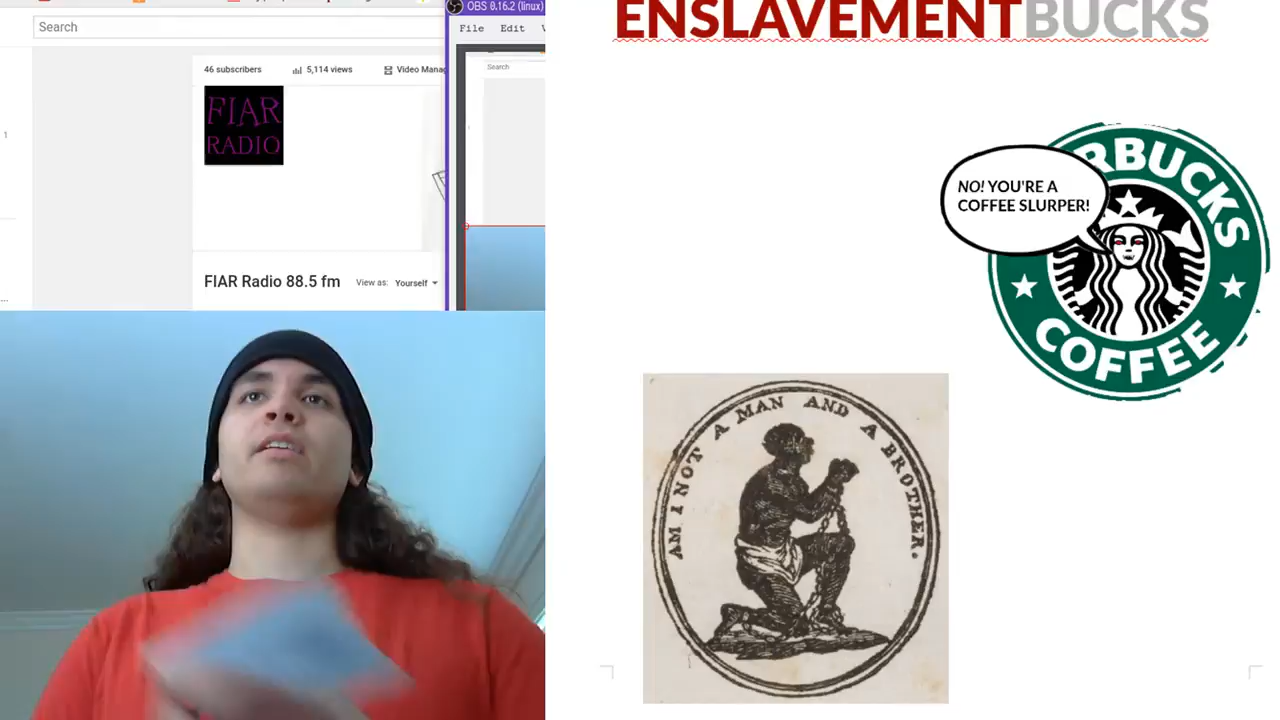 Search
46 subscribers
5,114 views
Video Manag
FIAR
RADIO
FIAR Radio 88.5 fm
View as:
Yourself
1
...
OBS 0.16.2 (linux)
File
Edit
V
Search
ENSLAVEMENTBUCKS
NO! YOU'RE A
COFFEE SLURPER!
RBUCKS
COFFEE
AM I NOT A MAN AND A BROTHER.